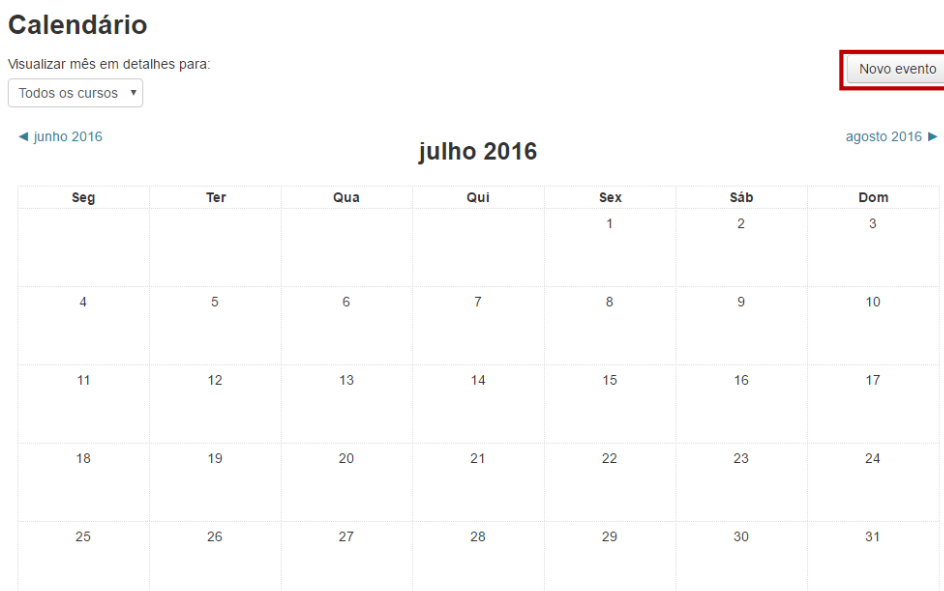 Calendário
Visualizar mês em detalhes para:
Novo evento
Todos os cursos ▼
◄ junho 2016
julho 2016
agosto 2016 ►
Seg Ter Qua Qui Sex Sáb Dom
1 2 3
4 5 6 7 8 9 10
11 12 13 14 15 16 17
18 19 20 21 22 23 24
25 26 27 28 29 30 31